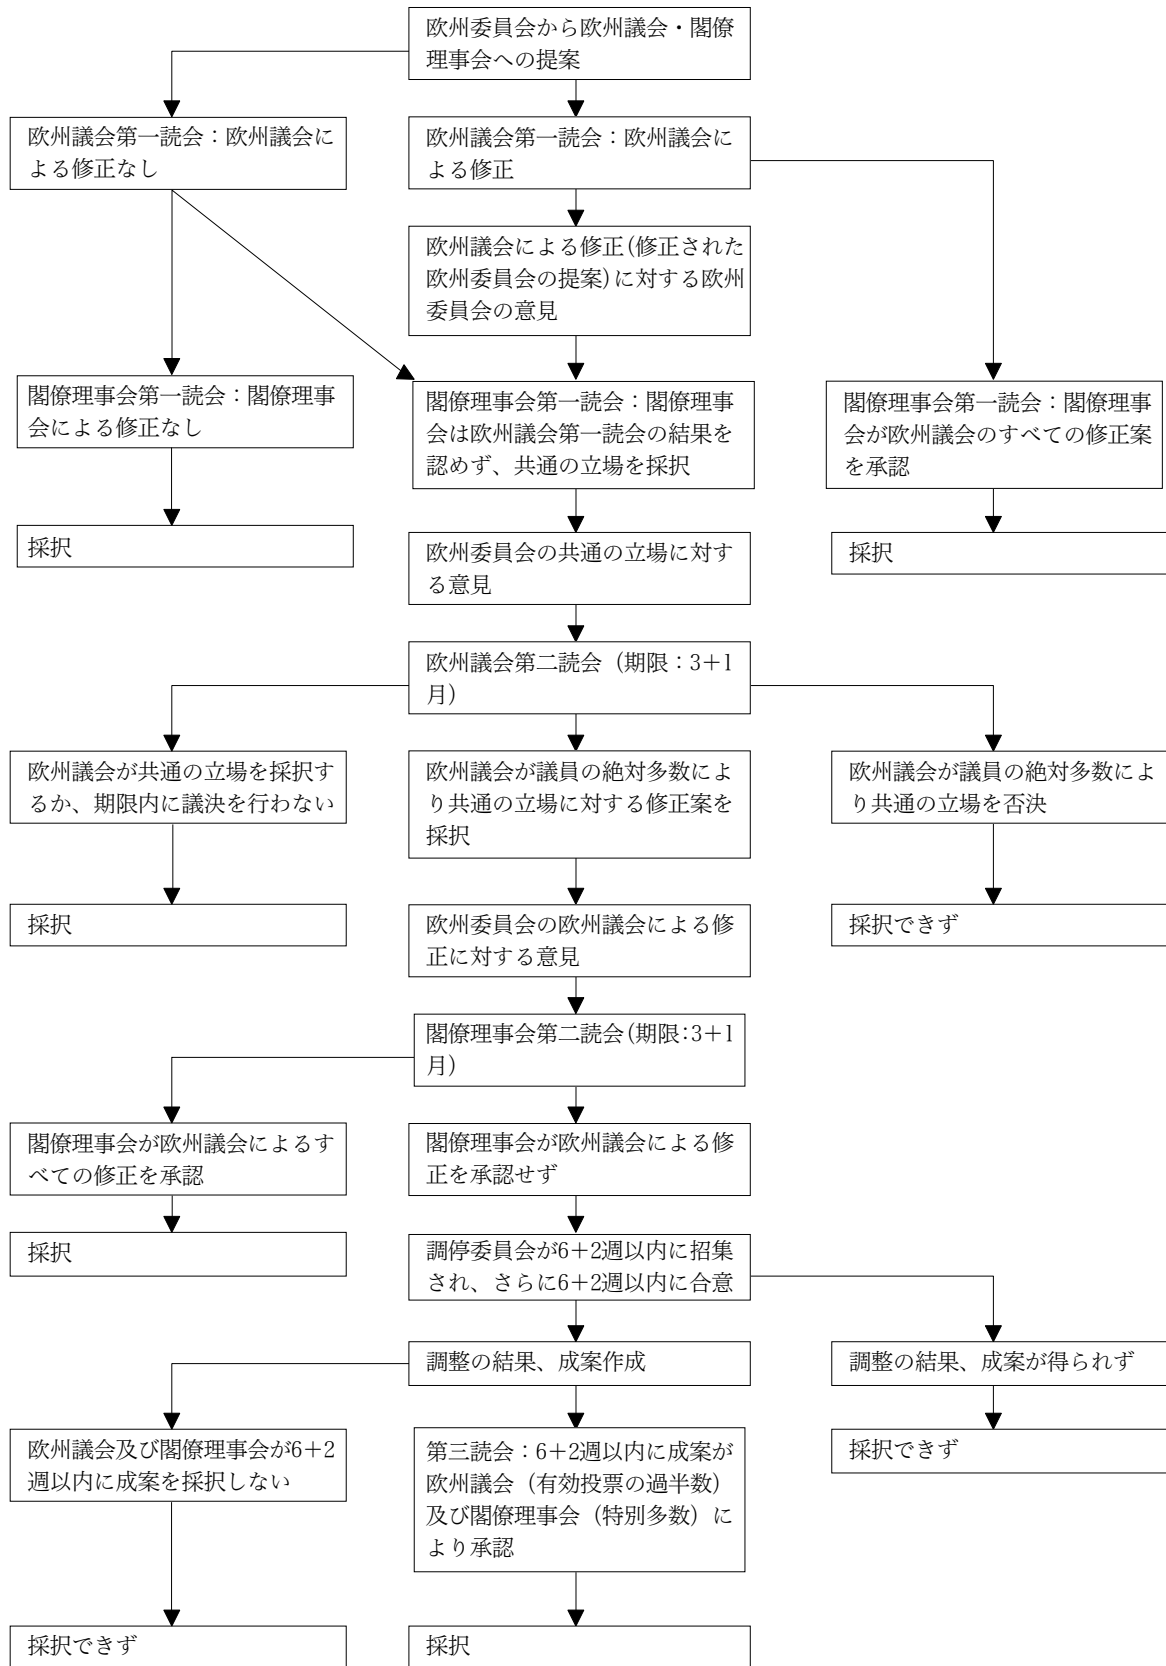 欧州委員会から欧州議会・閣僚
理事会への提案
欧州議会第一読会：欧州議会に
よる修正なし
欧州議会第一読会：欧州議会に
よる修正
欧州議会による修正(修正された
欧州委員会の提案)に対する欧州
委員会の意見
閣僚理事会第一読会：閣僚理事
会による修正なし
閣僚理事会第一読会：閣僚理事
会は欧州議会第一読会の結果を
認めず、共通の立場を採択
閣僚理事会第一読会：閣僚理事
会が欧州議会のすべての修正案
を承認
採択
欧州委員会の共通の立場に対す
る意見
採択
欧州議会第二読会（期限：3＋1
月）
欧州議会が共通の立場を採択す
るか、期限内に議決を行わない
欧州議会が議員の絶対多数によ
り共通の立場に対する修正案を
採択
欧州議会が議員の絶対多数によ
り共通の立場を否決
採択
欧州委員会の欧州議会による修
正に対する意見
採択できず
閣僚理事会第二読会(期限:3＋1
月）
閣僚理事会が欧州議会によるす
べての修正を承認
閣僚理事会が欧州議会による修
正を承認せず
採択
調停委員会が6＋2週以内に招集
され、さらに6＋2週以内に合意
調整の結果、成案作成
調整の結果、成案が得られず
欧州議会及び閣僚理事会が6＋2
週以内に成案を採択しない
第三読会：6＋2週以内に成案が
欧州議会（有効投票の過半数）
及び閣僚理事会（特別多数）に
より承認
採択できず
採択できず
採択